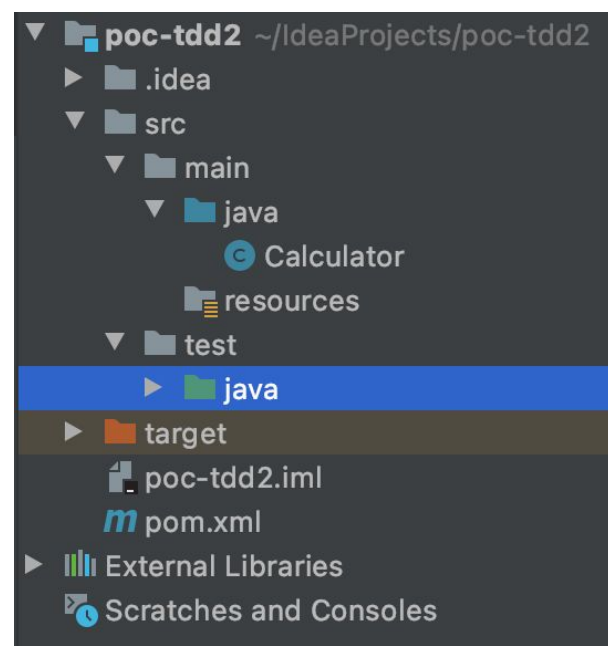 poc-tdd2 ~/IdeaProjects/poc-tdd2
.idea
src
main
java
C Calculator
resources
test
java
target
poc-tdd2.iml
m pom.xml
External Libraries
Scratches and Consoles